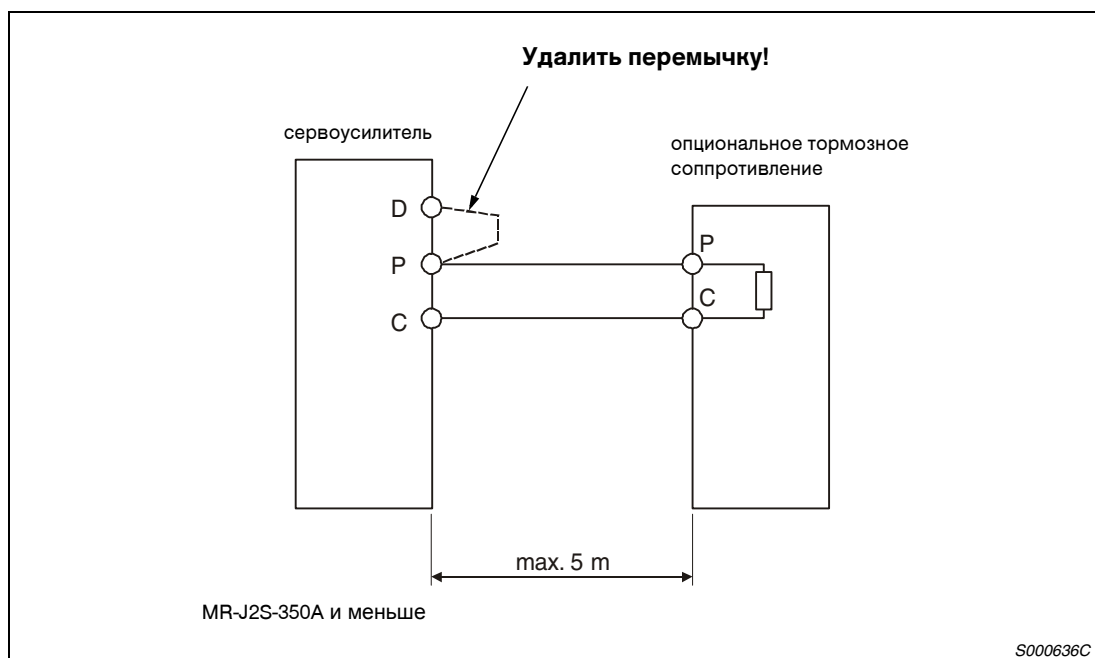 Удалить перемычку!
сервоусилитель
опциональное тормозное
соппротивление
D
P
C
P
C
max. 5 m
MR-J2S-350A и меньше
S000636C